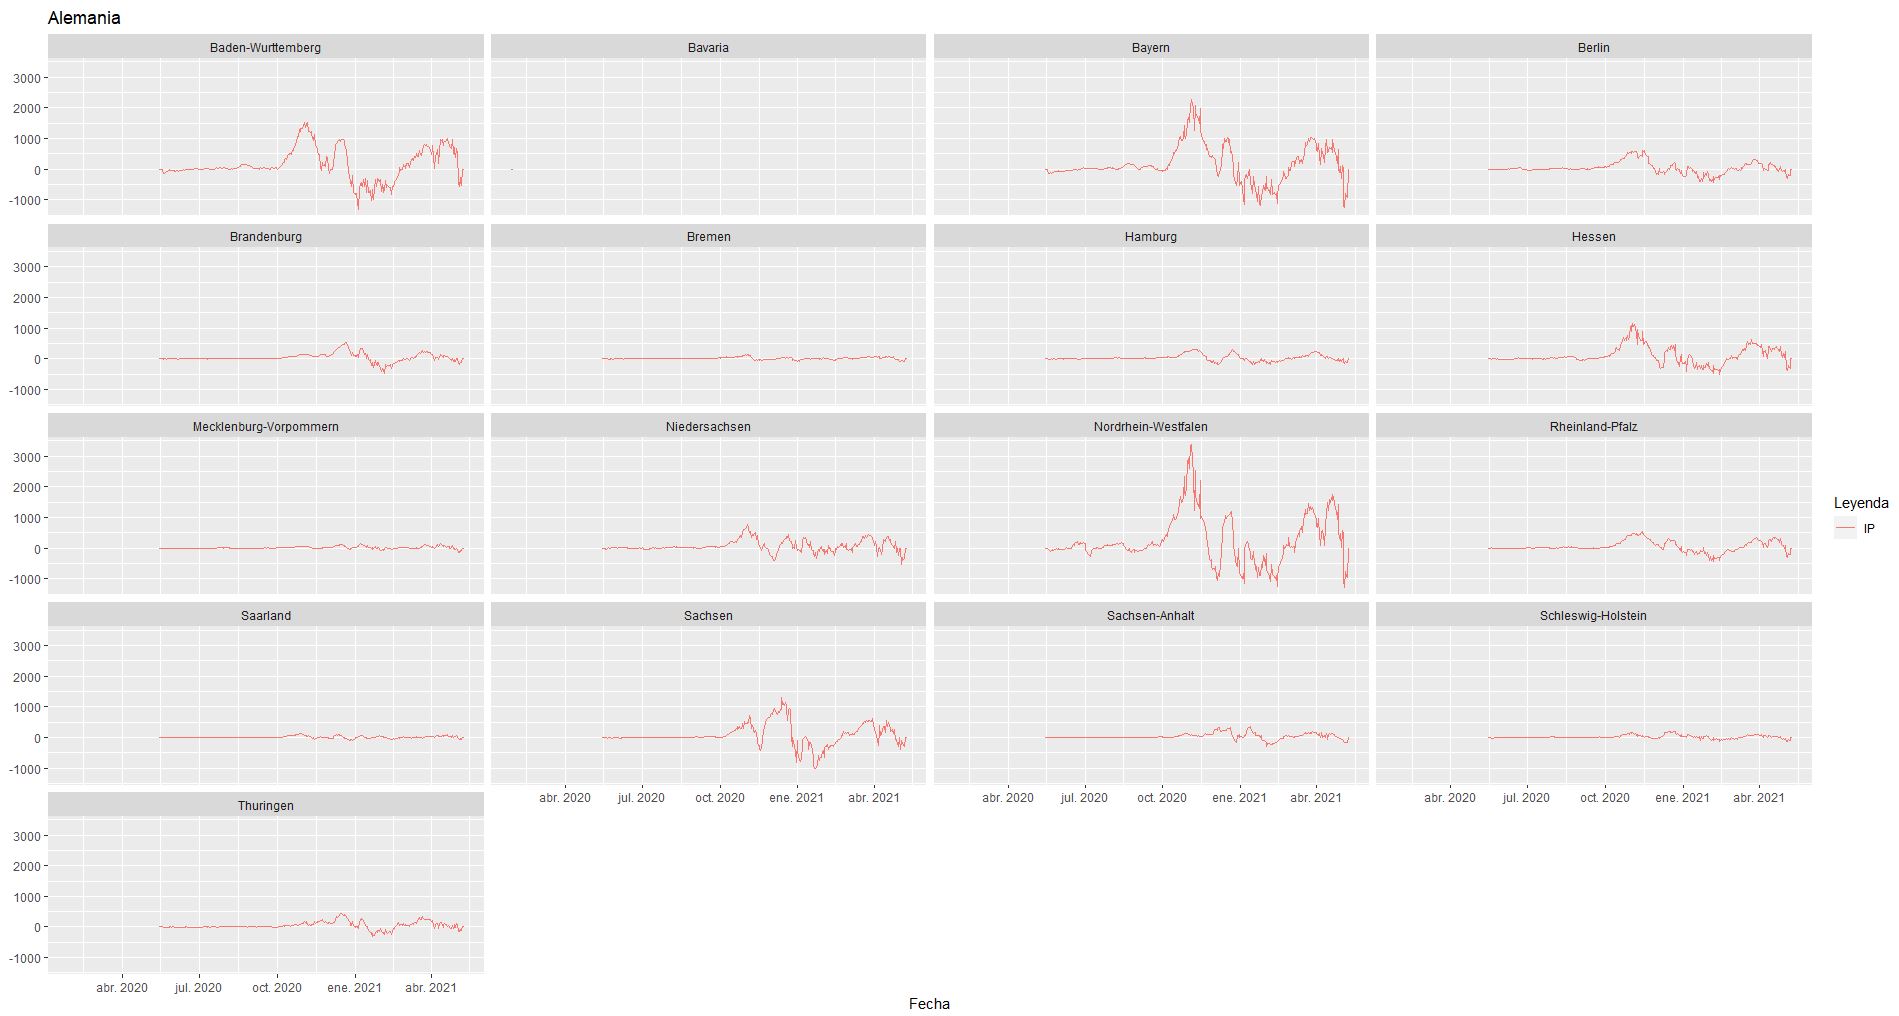 Alemania
Baden-Wurttemberg
Bavaria
Bayern
Berlin
3000
2000
1000
0
-1000
Brandenburg
Bremen
Hamburg
Hessen
3000
2000
1000
0
-1000
Mecklenburg-Vorpommern
Niedersachsen
Nordrhein-Westfalen
Rheinland-Pfalz
3000
2000
1000
0
-1000
Leyenda
IP
Saarland
Sachsen
Sachsen-Anhalt
Schleswig-Holstein
3000
2000
1000
0
-1000
abr. 2020 jul. 2020 oct. 2020 ene. 2021 abr. 2021
abr. 2020 jul. 2020 oct. 2020 ene. 2021 abr. 2021
abr. 2020 jul. 2020 oct. 2020 ene. 2021 abr. 2021
Thuringen
3000
2000
1000
0
-1000
abr. 2020 jul. 2020 oct. 2020 ene. 2021 abr. 2021
Fecha